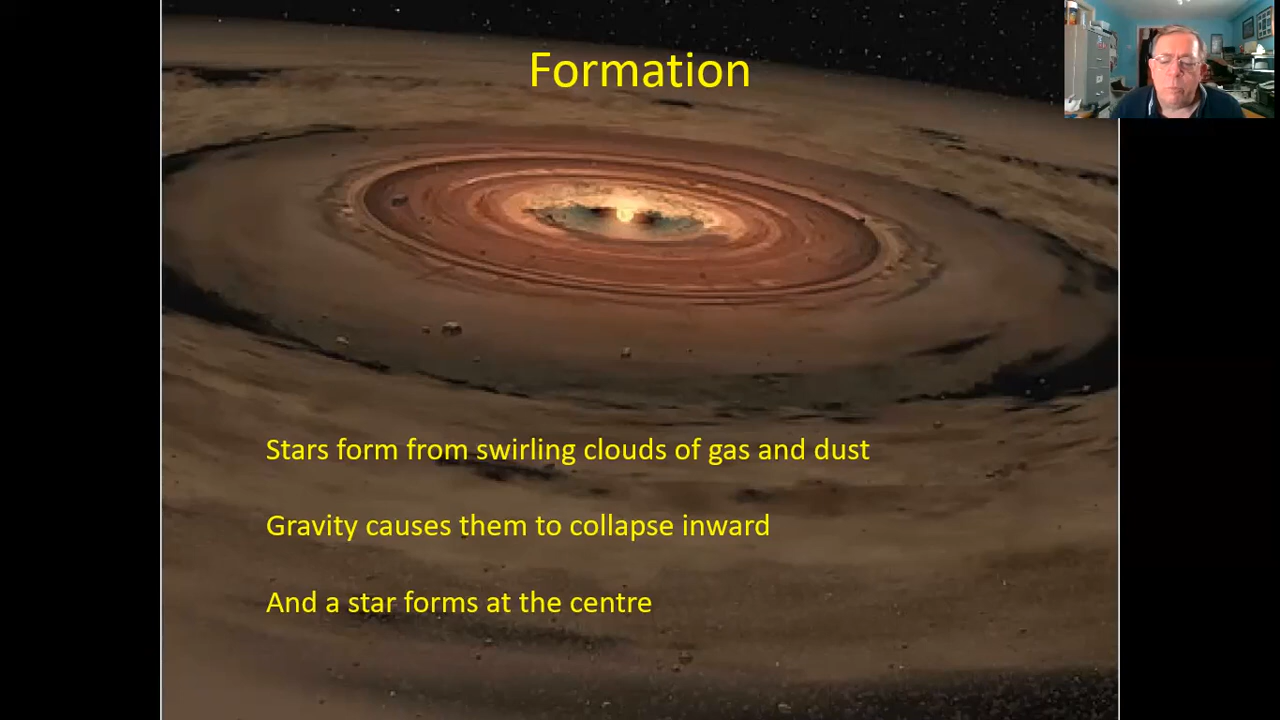 Formation
Stars form from swirling clouds of gas and dust
Gravity causes them to collapse inward
And a star forms at the centre